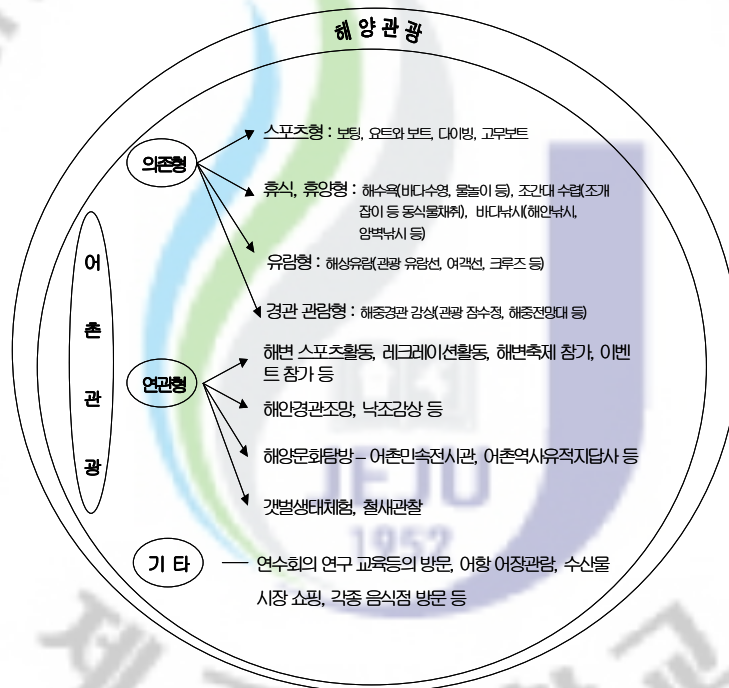 해양관광
스포츠형 : 보팅, 요트와 보트, 다이빙, 고무보트
의존형
휴식, 휴양형 : 해수욕(바다수영, 물놀이 등), 조간대 수렵(조개
잡이 등 동식물채취), 바다낚시(해안낚시,
암벽낚시 등)
유람형 : 해상유람(관광 유람선, 여객선, 크루즈 등)
경관 관람형 : 해중경관 감상(관광 잠수정, 해중전망대 등)
어촌관광
해변 스포츠활동, 레크레이션활동, 해변축제 참가, 이벤
트 참가 등
연관형
해안경관조망, 낙조감상 등
해양문화탐방 – 어촌민속전시관, 어촌역사유적지답사 등
갯벌생태체험, 철새관찰
기 타
연수회의 연구 교육등의 방문, 어항 어장관람, 수산물
시장 쇼핑, 각종 음식점 방문 등
JEJU
1952